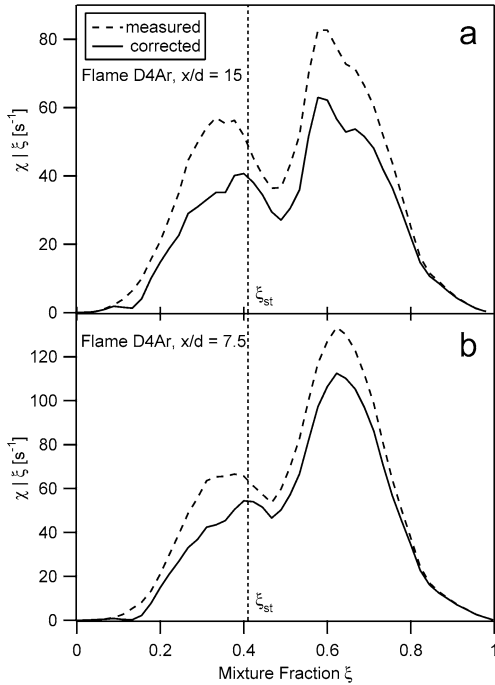 measured
corrected
a
Flame D4Ar, x/d = 15
80
60
40
20
0
χ | ξ [s⁻¹]
ξst
Flame D4Ar, x/d = 7.5
b
120
100
80
60
40
20
0
χ | ξ [s⁻¹]
ξst
0 0.2 0.4 0.6 0.8 1
Mixture Fraction ξ